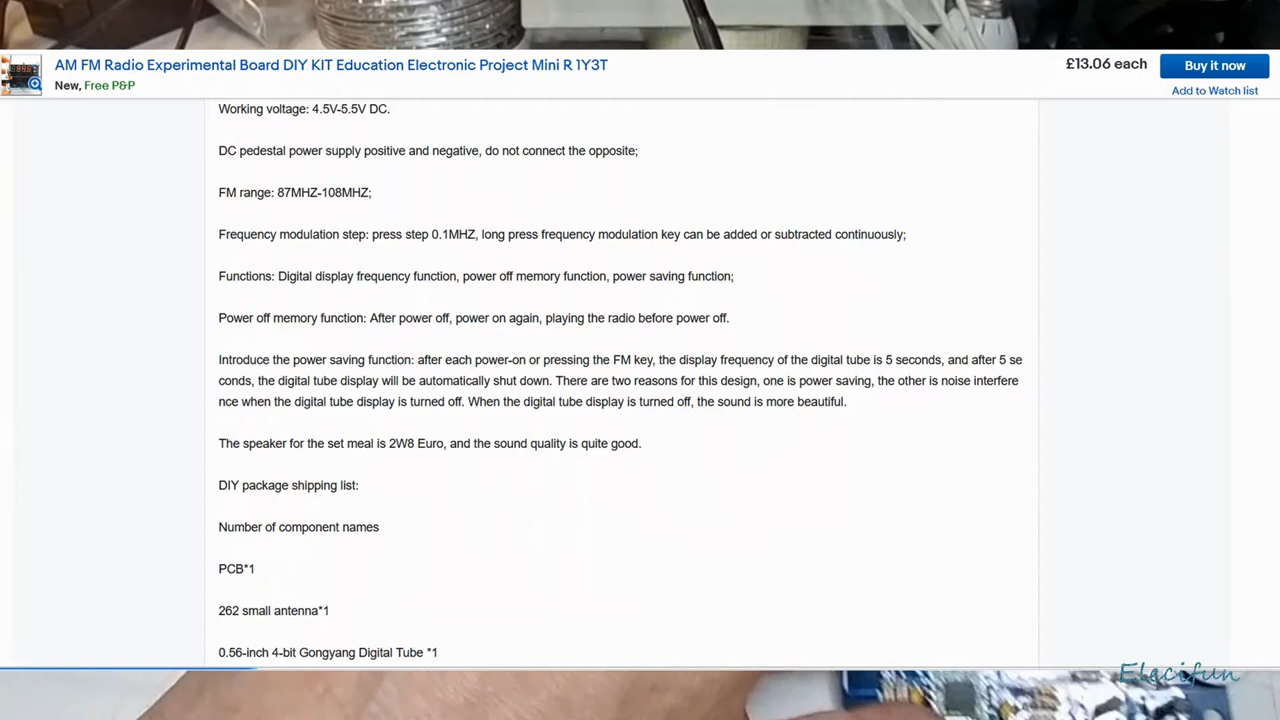 AM FM Radio Experimental Board DIY KIT Education Electronic Project Mini R 1Y3T
£13.06 each
Buy it now
New, Free P&P
Add to Watch list
Working voltage: 4.5V-5.5V DC.
DC pedestal power supply positive and negative, do not connect the opposite;
FM range: 87MHZ-108MHZ;
Frequency modulation step: press step 0.1MHZ, long press frequency modulation key can be added or subtracted continuously;
Functions: Digital display frequency function, power off memory function, power saving function;
Power off memory function: After power off, power on again, playing the radio before power off.
Introduce the power saving function: after each power-on or pressing the FM key, the display frequency of the digital tube is 5 seconds, and after 5 se
conds, the digital tube display will be automatically shut down. There are two reasons for this design, one is power saving, the other is noise interfere
nce when the digital tube display is turned off. When the digital tube display is turned off, the sound is more beautiful.
The speaker for the set meal is 2W8 Euro, and the sound quality is quite good.
DIY package shipping list:
Number of component names
PCB*1
262 small antenna*1
0.56-inch 4-bit Gongyang Digital Tube *1
Elecifun